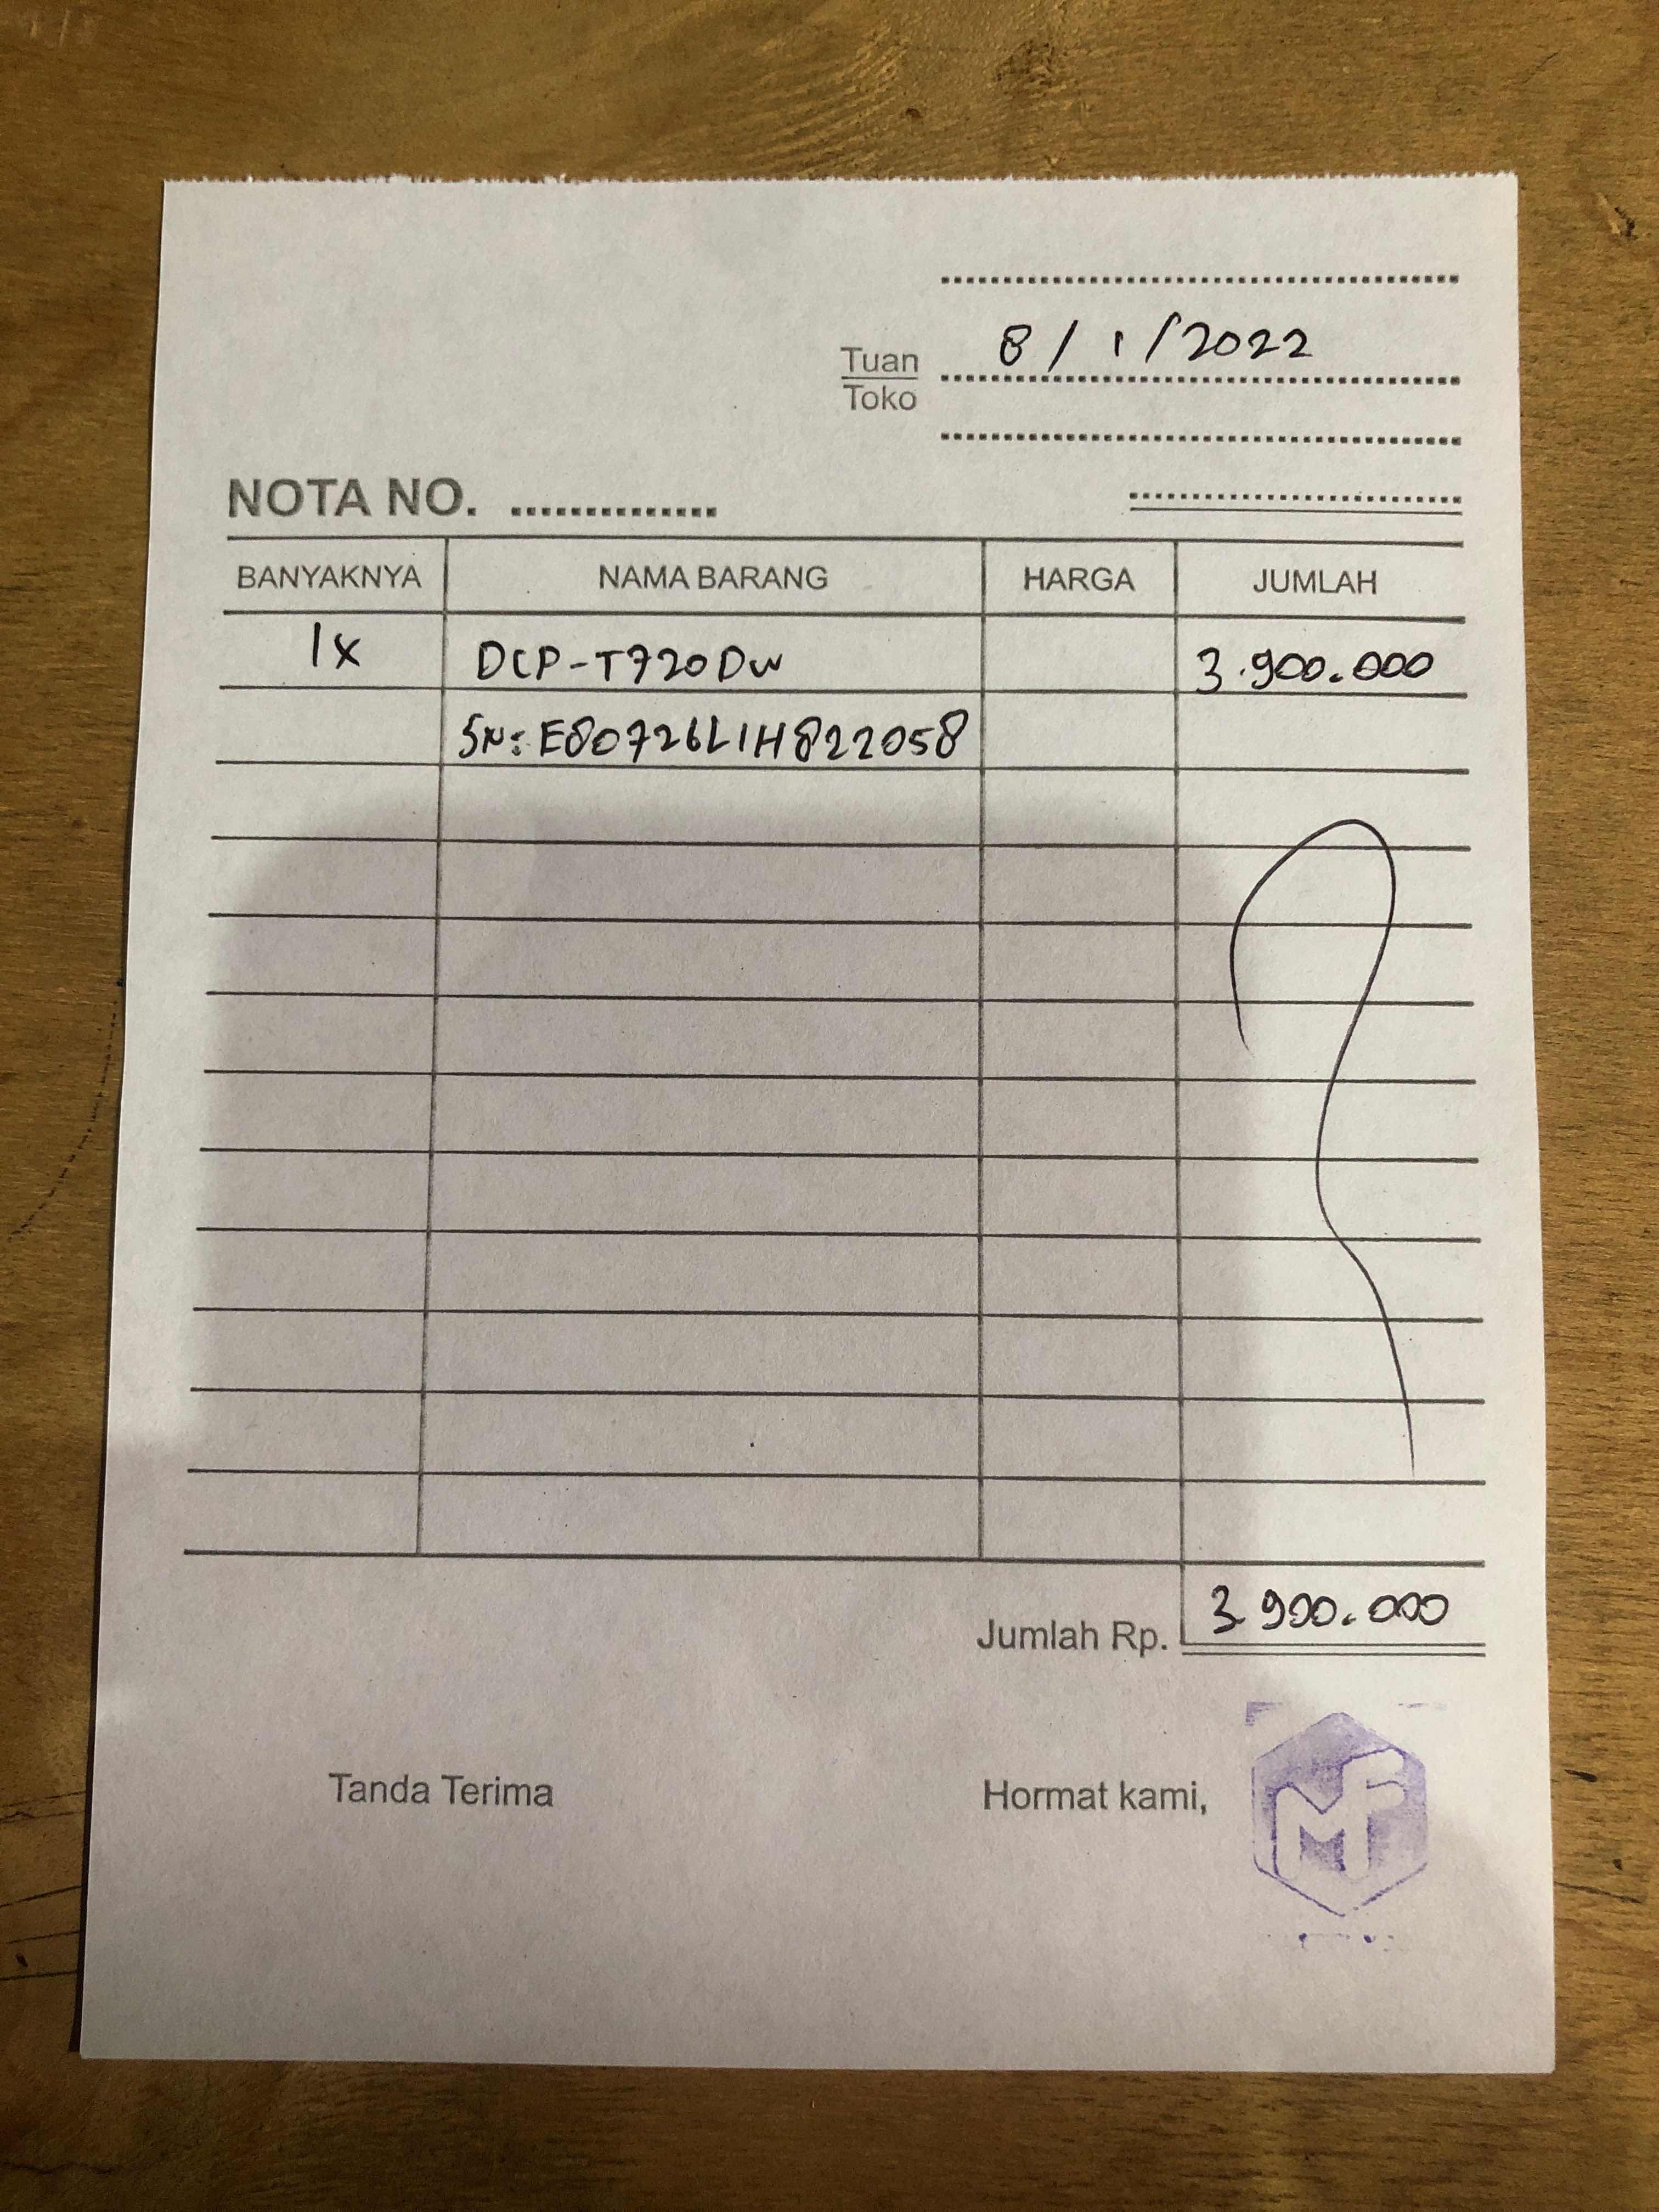 8/1/2022
Tuan
Toko
NOTA NO. ...............
BANYAKNYA NAMA BARANG HARGA JUMLAH
1x DCP-T720DW 3.900.000
SN: E80726L1H822058
Jumlah Rp. 3.900.000
Tanda Terima Hormat kami,
MF